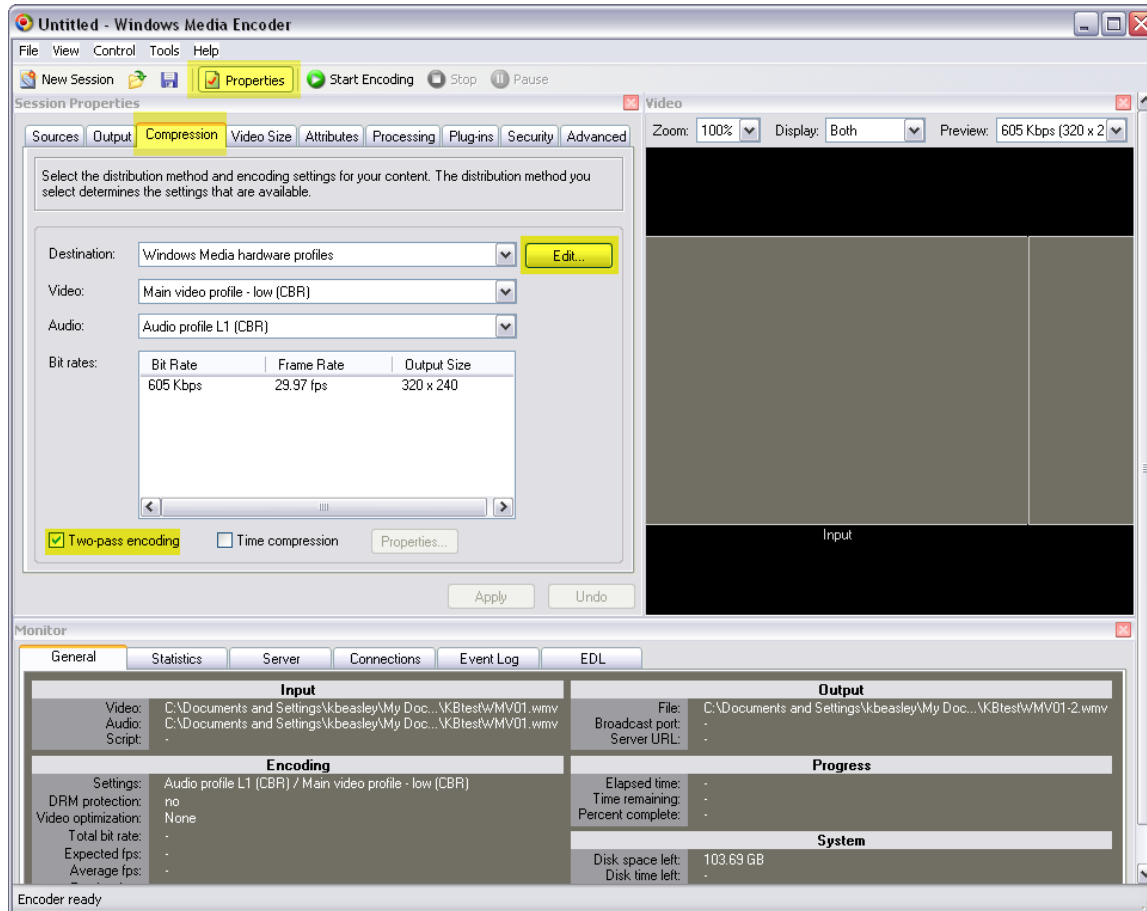 Untitled - Windows Media Encoder
File View Control Tools Help
New Session Properties Start Encoding Stop Pause
Session Properties
Sources Output Compression Video Size Attributes Processing Plug-ins Security Advanced
Select the distribution method and encoding settings for your content. The distribution method you
select determines the settings that are available.
Destination: Windows Media hardware profiles Edit...
Video: Main video profile - low (CBR)
Audio: Audio profile L1 (CBR)
Bit rates: Bit Rate Frame Rate Output Size
605 Kbps 29.97 fps 320 x 240
Two-pass encoding Time compression Properties...
Apply Undo
Video
Zoom: 100% Display: Both Preview: 605 Kbps (320 x 2
Input
Monitor
General Statistics Server Connections Event Log EDL
Input
Video: C:\Documents and Settings\kbeasley\My Doc...\KBtestWMV01.wmv
Audio: C:\Documents and Settings\kbeasley\My Doc...\KBtestWMV01.wmv
Script: -
Encoding
Settings: Audio profile L1 (CBR) / Main video profile - low (CBR)
DRM protection: no
Video optimization: None
Total bit rate: -
Expected fps: -
Average fps: -
Output
File: C:\Documents and Settings\kbeasley\My Doc...\KBtestWMV01-2.wmv
Broadcast port: -
Server URL: -
Progress
Elapsed time: -
Time remaining: -
Percent complete: -
System
Disk space left: 103.69 GB
Disk time left: -
Encoder ready